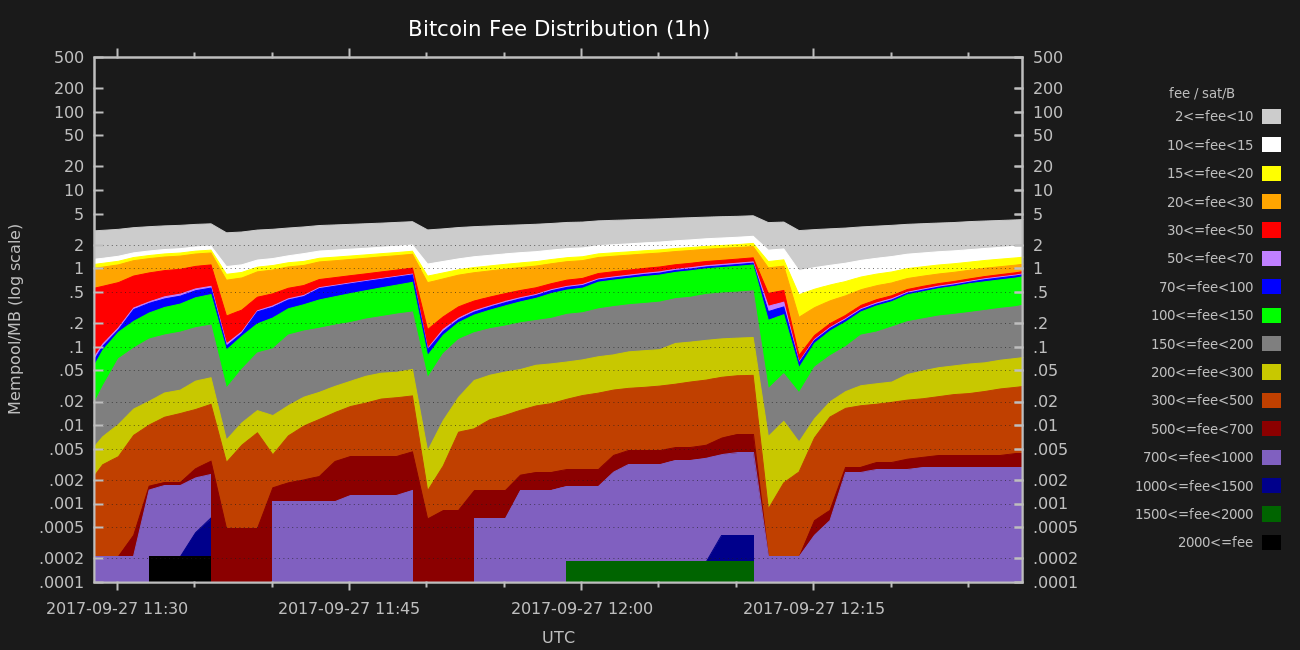 Bitcoin Fee Distribution (1h)
500 500
200 200
100 100
50 50
20 20
10 10
5 5
2 2
1 1
.5 .5
.2 .2
.1 .1
.05 .05
.02 .02
.01 .01
.005 .005
.002 .002
.001 .001
.0005 .0005
.0002 .0002
.0001 .0001
Mempool/MB (log scale)
2017-09-27 11:30 2017-09-27 11:45 2017-09-27 12:00 2017-09-27 12:15
UTC
fee / sat/B
2<=fee<10
10<=fee<15
15<=fee<20
20<=fee<30
30<=fee<50
50<=fee<70
70<=fee<100
100<=fee<150
150<=fee<200
200<=fee<300
300<=fee<500
500<=fee<700
700<=fee<1000
1000<=fee<1500
1500<=fee<2000
2000<=fee